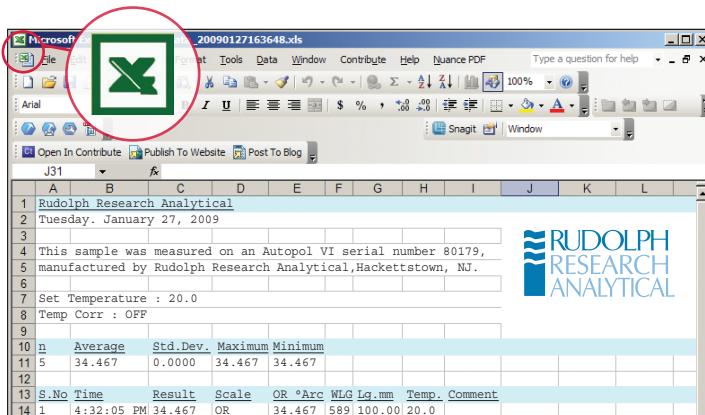 Microsof _20090127163648.xls
File mat Tools Data Window Contribute Help Nuance PDF Type a question for help
100%
Arial B I U $ % ,
Snagit Window
Open In Contribute Publish To Website Post To Blog
J31 fx
A B C D E F G H I J K L
1 Rudolph Research Analytical
2 Tuesday. January 27, 2009
3
4 This sample was measured on an Autopol VI serial number 80179,
5 manufactured by Rudolph Research Analytical,Hackettstown, NJ.
RUDOLPH
RESEARCH
ANALYTICAL
6
7 Set Temperature : 20.0
8 Temp Corr : OFF
9
10 n Average Std.Dev. Maximum Minimum
11 5 34.467 0.0000 34.467 34.467
12
13 S.No Time Result Scale OR °Arc WLG Lg.mm Temp. Comment
14 1 4:32:05 PM 34.467 OR 34.467 589 100.00 20.0